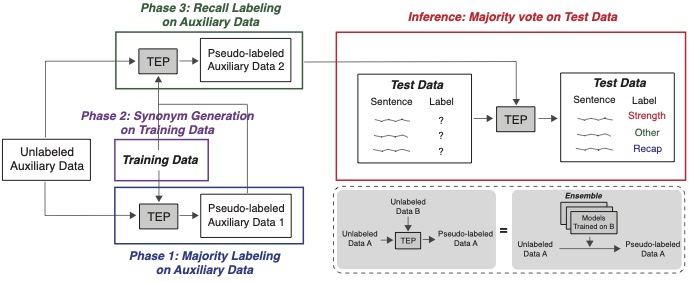 Phase 3: Recall Labeling
on Auxiliary Data
TEP
Pseudo-labeled
Auxiliary Data 2
Phase 2: Synonym Generation
on Training Data
Training Data
Unlabeled
Auxiliary Data
TEP
Pseudo-labeled
Auxiliary Data 1
Phase 1: Majority Labeling
on Auxiliary Data
Inference: Majority vote on Test Data
Test Data
Sentence Label
?
?
?
TEP
Test Data
Sentence Label
Strength
Other
Recap
Unlabeled
Data B
Unlabeled
Data A
TEP
Pseudo-labeled
Data A
=
Ensemble
Models
Trained on B
Unlabeled
Data A
Pseudo-labeled
Data A